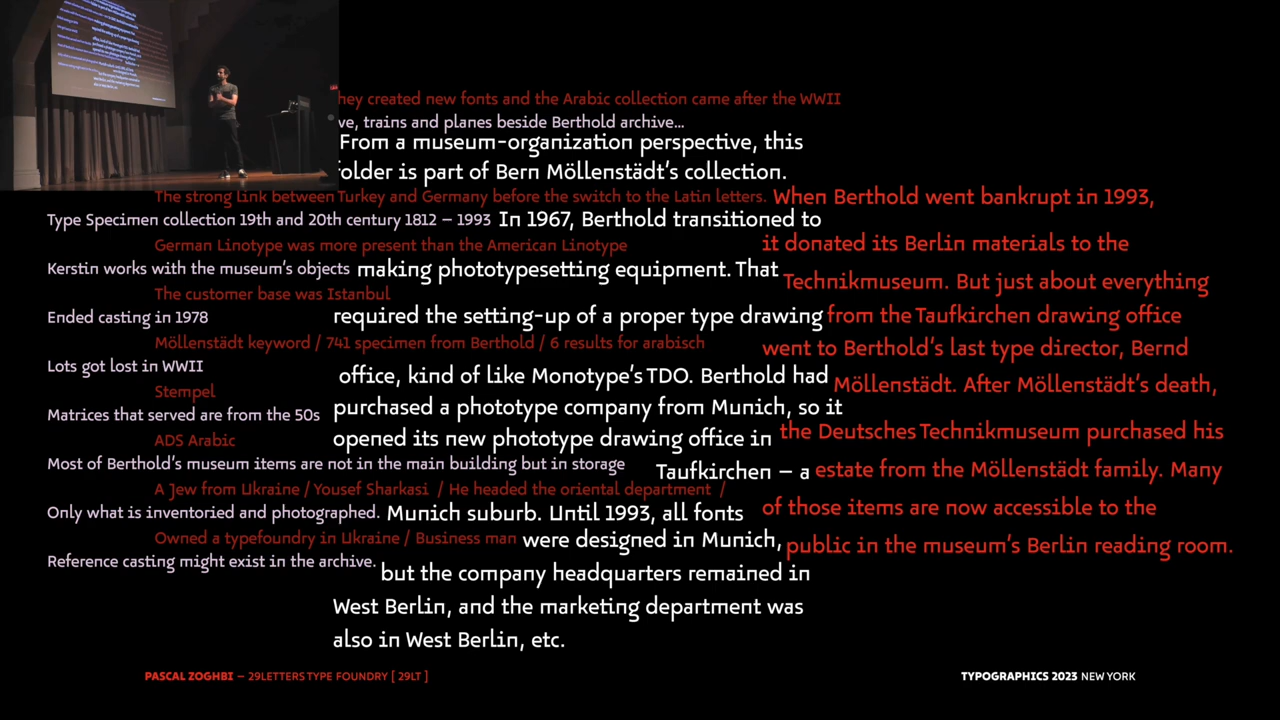 hey created new fonts and the Arabic collection came after the WWII
ve, trains and planes beside Berthold archive...
From a museum-organization perspective, this
folder is part of Bern Möllenstädt's collection.
The strong Link between Turkey and Germany before the switch to the Latin letters.
Type Specimen collection 19th and 20th century 1812 – 1993
German Linotype was more present than the American Linotype
Kerstin works with the museum's objects
The customer base was Istanbul
Ended casting in 1978
Möllenstädt keyword / 741 specimen from Berthold / 6 results for arabisch
Lots got lost in WWII
Stempel
Matrices that served are from the 50s
ADS Arabic
Most of Berthold's museum items are not in the main building but in storage
A Jew from Ukraine / Yousef Sharkasi / He headed the oriental department /
Only what is inventoried and photographed.
Owned a typefoundry in Ukraine / Business man
Reference casting might exist in the archive.
In 1967, Berthold transitioned to
making phototypesetting equipment. That
required the setting-up of a proper type drawing
office, kind of like Monotype's TDO. Berthold had
purchased a phototype company from Munich, so it
opened its new phototype drawing office in
Taufkirchen – a
Munich suburb. Until 1993, all fonts
were designed in Munich,
but the company headquarters remained in
West Berlin, and the marketing department was
also in West Berlin, etc.
When Berthold went bankrupt in 1993,
it donated its Berlin materials to the
Technikmuseum. But just about everything
from the Taufkirchen drawing office
went to Berthold's last type director, Bernd
Möllenstädt. After Möllenstädt's death,
the Deutsches Technikmuseum purchased his
estate from the Möllenstädt family. Many
of those items are now accessible to the
public in the museum's Berlin reading room.
PASCAL ZOGHBI – 29LETTERS TYPE FOUNDRY [ 29LT ]
TYPOGRAPHICS 2023 NEW YORK